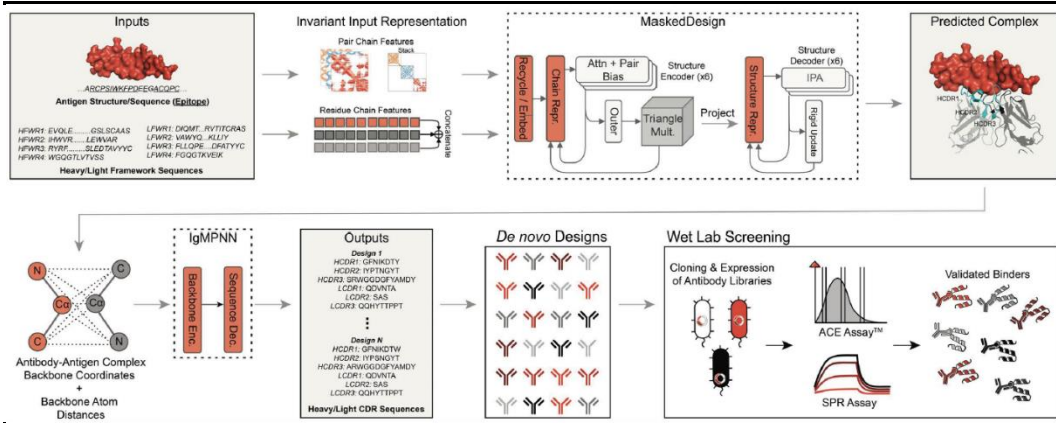 Inputs
ARCPSIWKFPDFEGACQPC
Antigen Structure/Sequence (Epitope)
HFWR1: EVQLE........GSLSCAAS
HFWR2: IHWVR........LEWVAR
HFWR3: RYRF........SLEDTAVYYC
HFWR4: WGQGTLVTVSS
LFWR1: DIQMT...RVTITCRAS
LFWR2: VAWYQ...KLLIY
LFWR3: FLLQPE...DFATYYC
LFWR4: FGQGTKVEIK
Heavy/Light Framework Sequences
Invariant Input Representation
Pair Chain Features
Stack
Residue Chain Features
Concatenate
MaskedDesign
Recycle / Embed
Chain Repr.
Attn + Pair
Bias
Structure
Encoder (x6)
Outer
Triangle
Mult.
Project
Structure Repr.
Structure
Decoder (x6)
IPA
Rigid Update
Predicted Complex
HCDR1
HCDR2
HCDR3
N
C
Cα
Cα
C
N
Antibody-Antigen Complex
Backbone Coordinates
+
Backbone Atom
Distances
IgMPNN
Backbone Enc.
Sequence Dec.
Outputs
Design 1
HCDR1: GFNIKDTY
HCDR2: IYPTNGYT
HCDR3: SRWGGDGFYAMDY
LCDR1: QDVNTA
LCDR2: SAS
LCDR3: QQHYTTPPT
Design N
HCDR1: GFNIKDTW
HCDR2: IYPSNGYT
HCDR3: ARWGGDGFYAMDY
LCDR1: QDVNTA
LCDR2: SAS
LCDR3: QQHYTTPPT
Heavy/Light CDR Sequences
De novo Designs
Wet Lab Screening
Cloning & Expression
of Antibody Libraries
ACE Assay™
SPR Assay
Validated
Binders